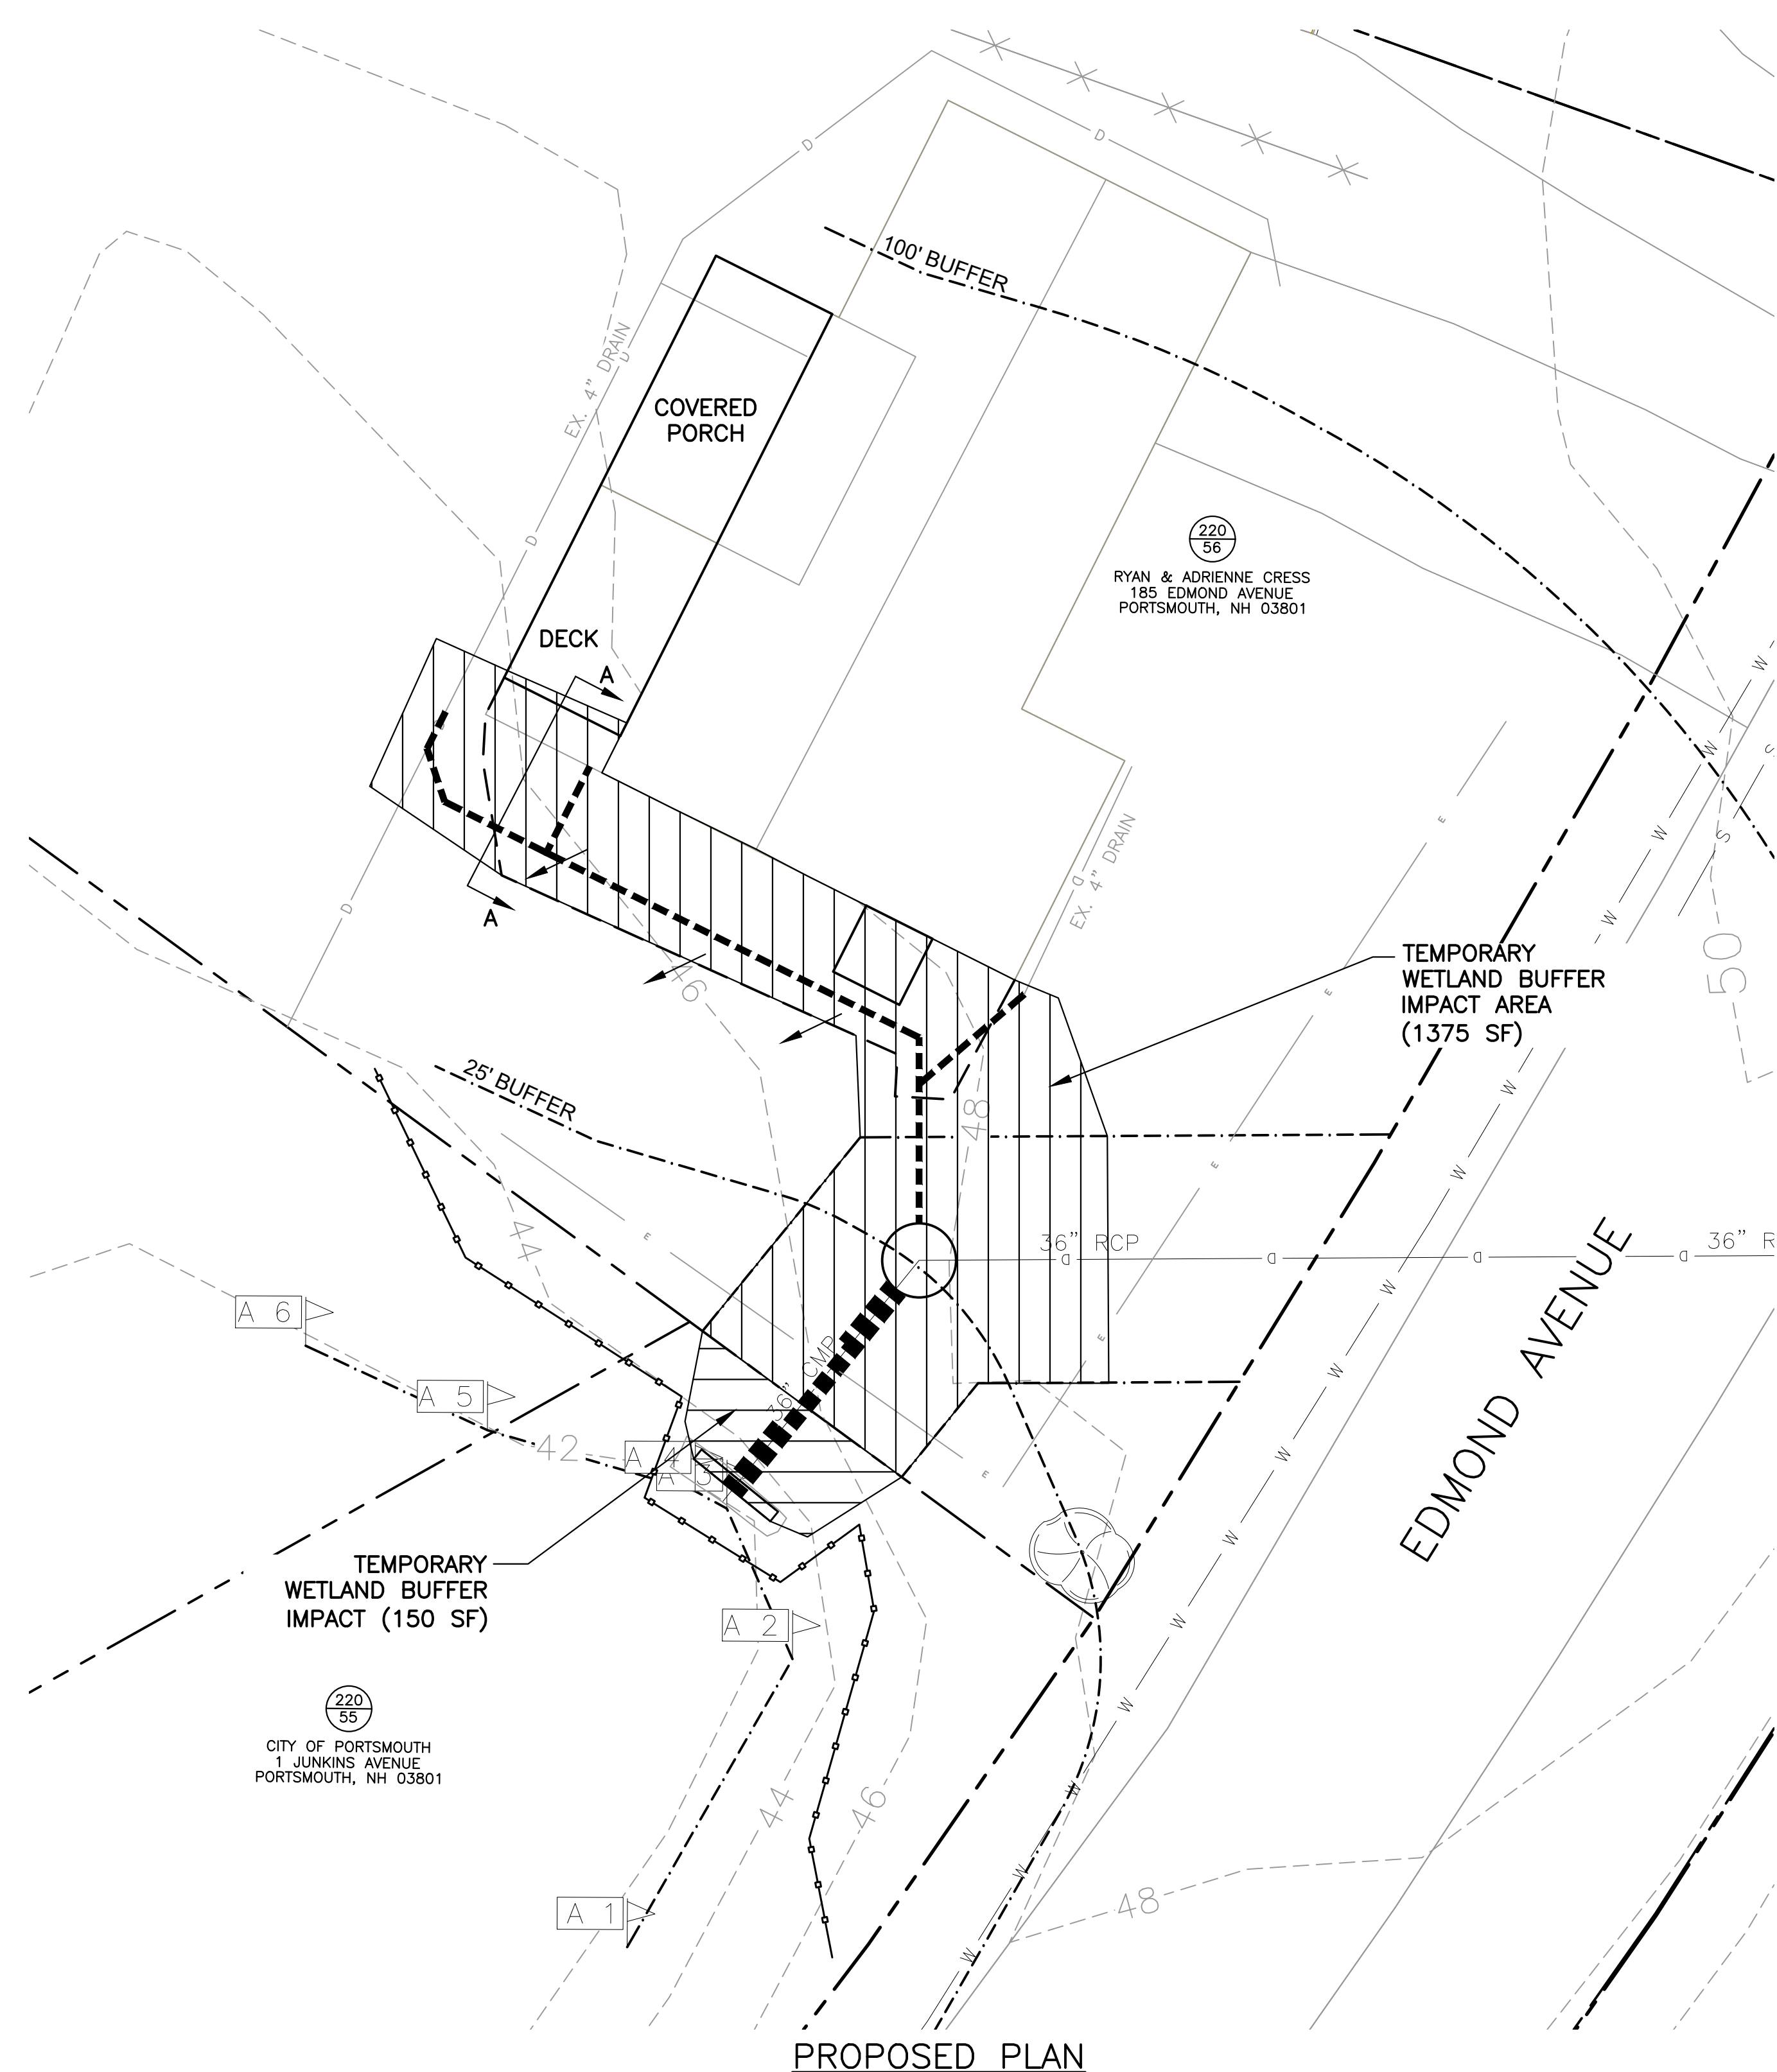 100' BUFFER
D
D
EX. 4" DRAIN
D
COVERED
PORCH
D
220
56
RYAN & ADRIENNE CRESS
185 EDMOND AVENUE
PORTSMOUTH, NH 03801
DECK
A
A
D
EX. 4" DRAIN
D
E
W
W
W
W
W
S
S
50
46
TEMPORARY
WETLAND BUFFER
IMPACT AREA
(1375 SF)
E
25' BUFFER
48
W
W
E
E
44
36" RCP
D
D
D
D
36" R
EDMOND AVENUE
A 6
W
W
E
36" CMP
A 5
42
A 4
A 3
E
W
W
TEMPORARY
WETLAND BUFFER
IMPACT (150 SF)
A 2
W
W
220
55
CITY OF PORTSMOUTH
1 JUNKINS AVENUE
PORTSMOUTH, NH 03801
44
46
W
W
A 1
48
W
PROPOSED PLAN